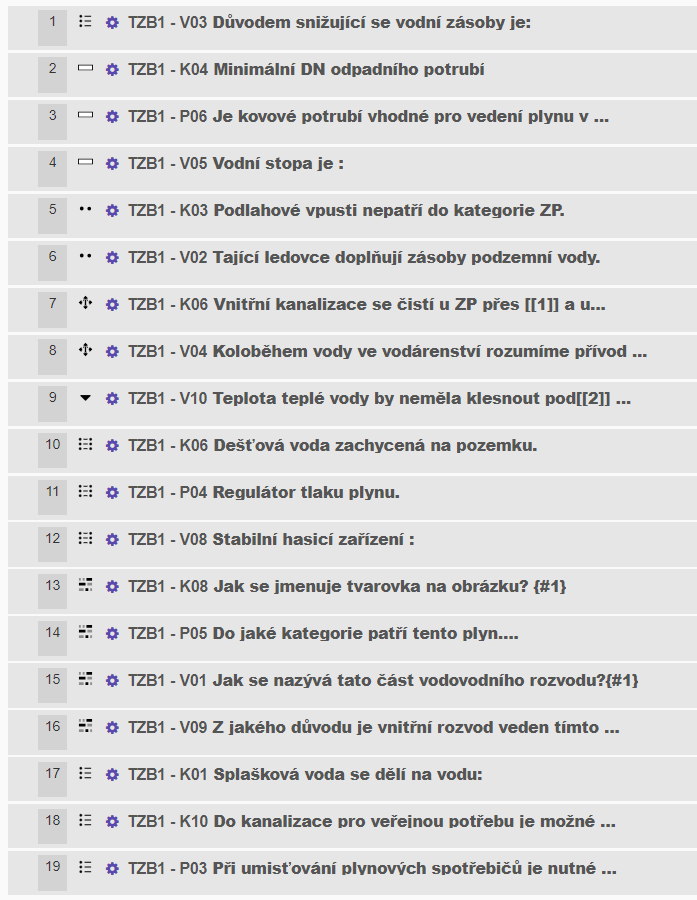 1 TZB1 - V03 Důvodem snižující se vodní zásoby je:
2 TZB1 - K04 Minimální DN odpadního potrubí
3 TZB1 - P06 Je kovové potrubí vhodné pro vedení plynu v ...
4 TZB1 - V05 Vodní stopa je :
5 TZB1 - K03 Podlahové vpusti nepatří do kategorie ZP.
6 TZB1 - V02 Tající ledovce doplňují zásoby podzemní vody.
7 TZB1 - K06 Vnitřní kanalizace se čistí u ZP přes [[1]] a u...
8 TZB1 - V04 Koloběhem vody ve vodárenství rozumíme přívod ...
9 TZB1 - V10 Teplota teplé vody by neměla klesnout pod[[2]] ...
10 TZB1 - K06 Dešťová voda zachycená na pozemku.
11 TZB1 - P04 Regulátor tlaku plynu.
12 TZB1 - V08 Stabilní hasicí zařízení :
13 TZB1 - K08 Jak se jmenuje tvarovka na obrázku? {#1}
14 TZB1 - P05 Do jaké kategorie patří tento plyn....
15 TZB1 - V01 Jak se nazývá tato část vodovodního rozvodu?{#1}
16 TZB1 - V09 Z jakého důvodu je vnitřní rozvod veden tímto ...
17 TZB1 - K01 Splašková voda se dělí na vodu:
18 TZB1 - K10 Do kanalizace pro veřejnou potřebu je možné ...
19 TZB1 - P03 Při umisťování plynových spotřebičů je nutné ...